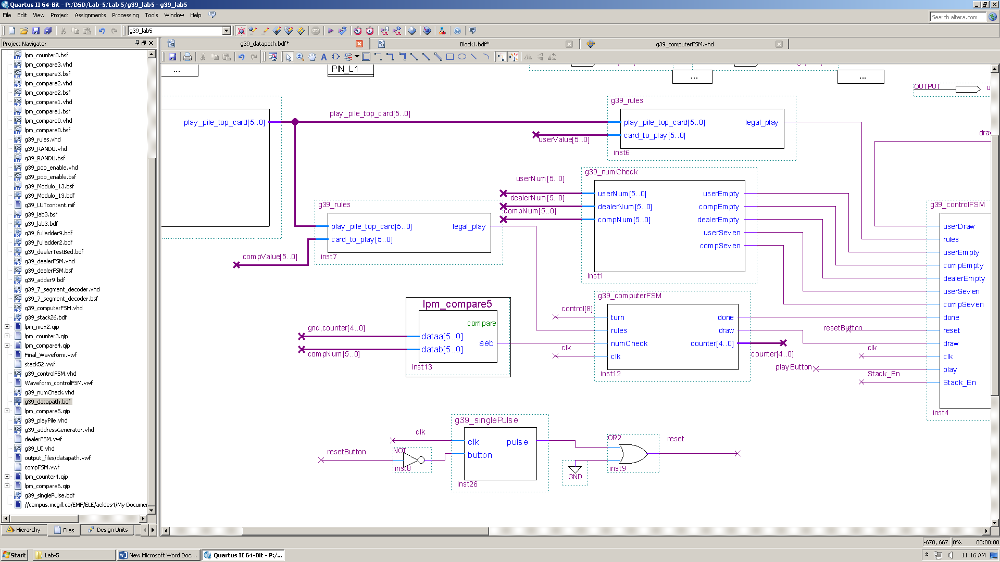 Quartus II 64-Bit - P:/DSD/Lab-5/Lab 5/g39_lab5 - g39_lab5
File Edit View Project Assignments Processing Tools Window Help
Search altera.com
g39_lab5
STOP
Project Navigator
g39_datapath.bdf*
Block1.bdf*
g39_computerFSM.vhd
lpm_counter0.bsf
lpm_compare3.vhd
lpm_compare3.bsf
lpm_compare2.vhd
lpm_compare2.bsf
lpm_compare1.vhd
lpm_compare1.bsf
lpm_compare0.vhd
lpm_compare0.bsf
g39_rules.vhd
g39_RANDU.vhd
g39_RANDU.bsf
g39_pop_enable.vhd
g39_pop_enable.bsf
g39_Modulo_13.bsf
g39_Modulo_13.bdf
g39_LUTcontent.mif
g39_lab3.bsf
g39_lab3.bdf
g39_fulladder9.bdf
g39_fulladder2.bdf
g39_dealerTestBed.bdf
g39_dealerFSM.vhd
g39_dealerFSM.bsf
g39_adder9.bdf
g39_7_segment_decoder.vhd
g39_7_segment_decoder.bsf
g39_computerFSM.vhd
g39_stack26.bdf
lpm_mux2.qip
lpm_counter3.qip
lpm_compare4.qip
Final_Waveform.vwf
stack52.vwf
g39_controlFSM.vhd
Waveform_controlFSM.vwf
g39_numCheck.vhd
g39_datapath.bdf
lpm_compare5.qip
g39_playPile.vhd
g39_addressGenerator.vhd
dealerFSM.vwf
g39_UI.vhd
output_files/datapath.vwf
compFSM.vwf
lpm_counter4.qip
lpm_compare6.qip
g39_singlePulse.bdf
//campus.mcgill.ca/EMF/ELE/aeldes4/My Documer
Hierarchy
Files
Design Units
...
PIN_L1
...
...
OUTPUT
play_pile_top_card[5..0]
play_pile_top_card[5..0]
g39_rules
play_pile_top_card[5..0]
legal_play
userValue[5..0]
card_to_play[5..0]
inst6
g39_numCheck
userNum[5..0]
userNum[5..0]
userEmpty
dealerNum[5..0]
dealerNum[5..0]
compEmpty
compNum[5..0]
compNum[5..0]
dealerEmpty
userSeven
compSeven
inst1
g39_rules
play_pile_top_card[5..0]
legal_play
card_to_play[5..0]
compValue[5..0]
inst7
g39_controlFSM
userDraw
rules
userEmpty
compEmpty
dealerEmpty
userSeven
compSeven
done
resetButton
reset
draw
clk
clk
playButton
play
Stack_En
Stack_En
inst4
lpm_compare5
compare
gnd,counter[4..0]
dataa[5..0]
aeb
compNum[5..0]
datab[5..0]
inst13
g39_computerFSM
control[8]
turn
done
rules
draw
numCheck
counter[4..0]
clk
clk
counter[4..0]
inst12
g39_singlePulse
clk
clk
pulse
button
inst26
resetButton
NOT
inst8
OR2
reset
inst9
GND
-670, 667
0%
00:00:00
Start
Lab-5
New Microsoft Word Doc...
Quartus II 64-Bit - P:/...
11:16 AM